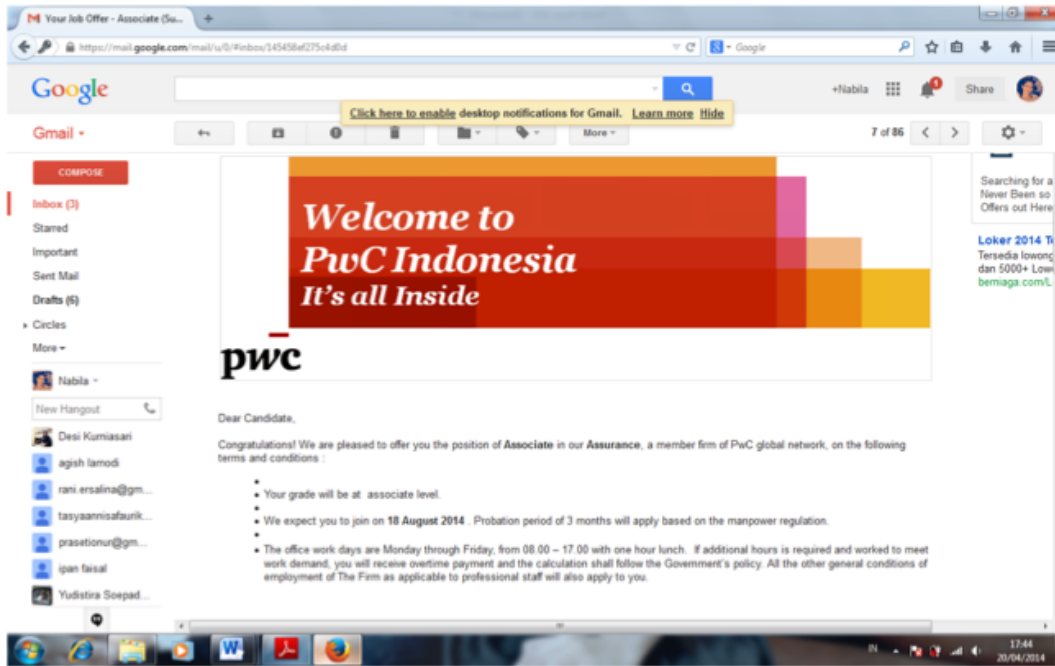 Your Job Offer - Associate (Su...
https://mail.google.com/mail/u/0/#inbox/145458ef275c4d0d
Google
Google
+Nabila
Share
Click here to enable desktop notifications for Gmail. Learn more Hide
Gmail
More
7 of 86
COMPOSE
Inbox (3)
Starred
Important
Sent Mail
Drafts (6)
Circles
More
Nabila
New Hangout
Desi Kurniasari
agish lamodi
rani.ersalina@gm...
tasyaannisafaurik...
prasetionur@gm...
ipan faisal
Yudistira Soepad...
Welcome to
PwC Indonesia
It's all Inside
pwc
Dear Candidate,
Congratulations! We are pleased to offer you the position of Associate in our Assurance, a member firm of PwC global network, on the following
terms and conditions :
Your grade will be at associate level.
We expect you to join on 18 August 2014 . Probation period of 3 months will apply based on the manpower regulation.
The office work days are Monday through Friday, from 08.00 – 17.00 with one hour lunch. If additional hours is required and worked to meet
work demand, you will receive overtime payment and the calculation shall follow the Government's policy. All the other general conditions of
employment of The Firm as applicable to professional staff will also apply to you.
Searching for a
Never Been so
Offers out Here
Loker 2014 T
Tersedia lowong
dan 5000+ Low
berniaga.com/L
IN
17:44
20/04/2014